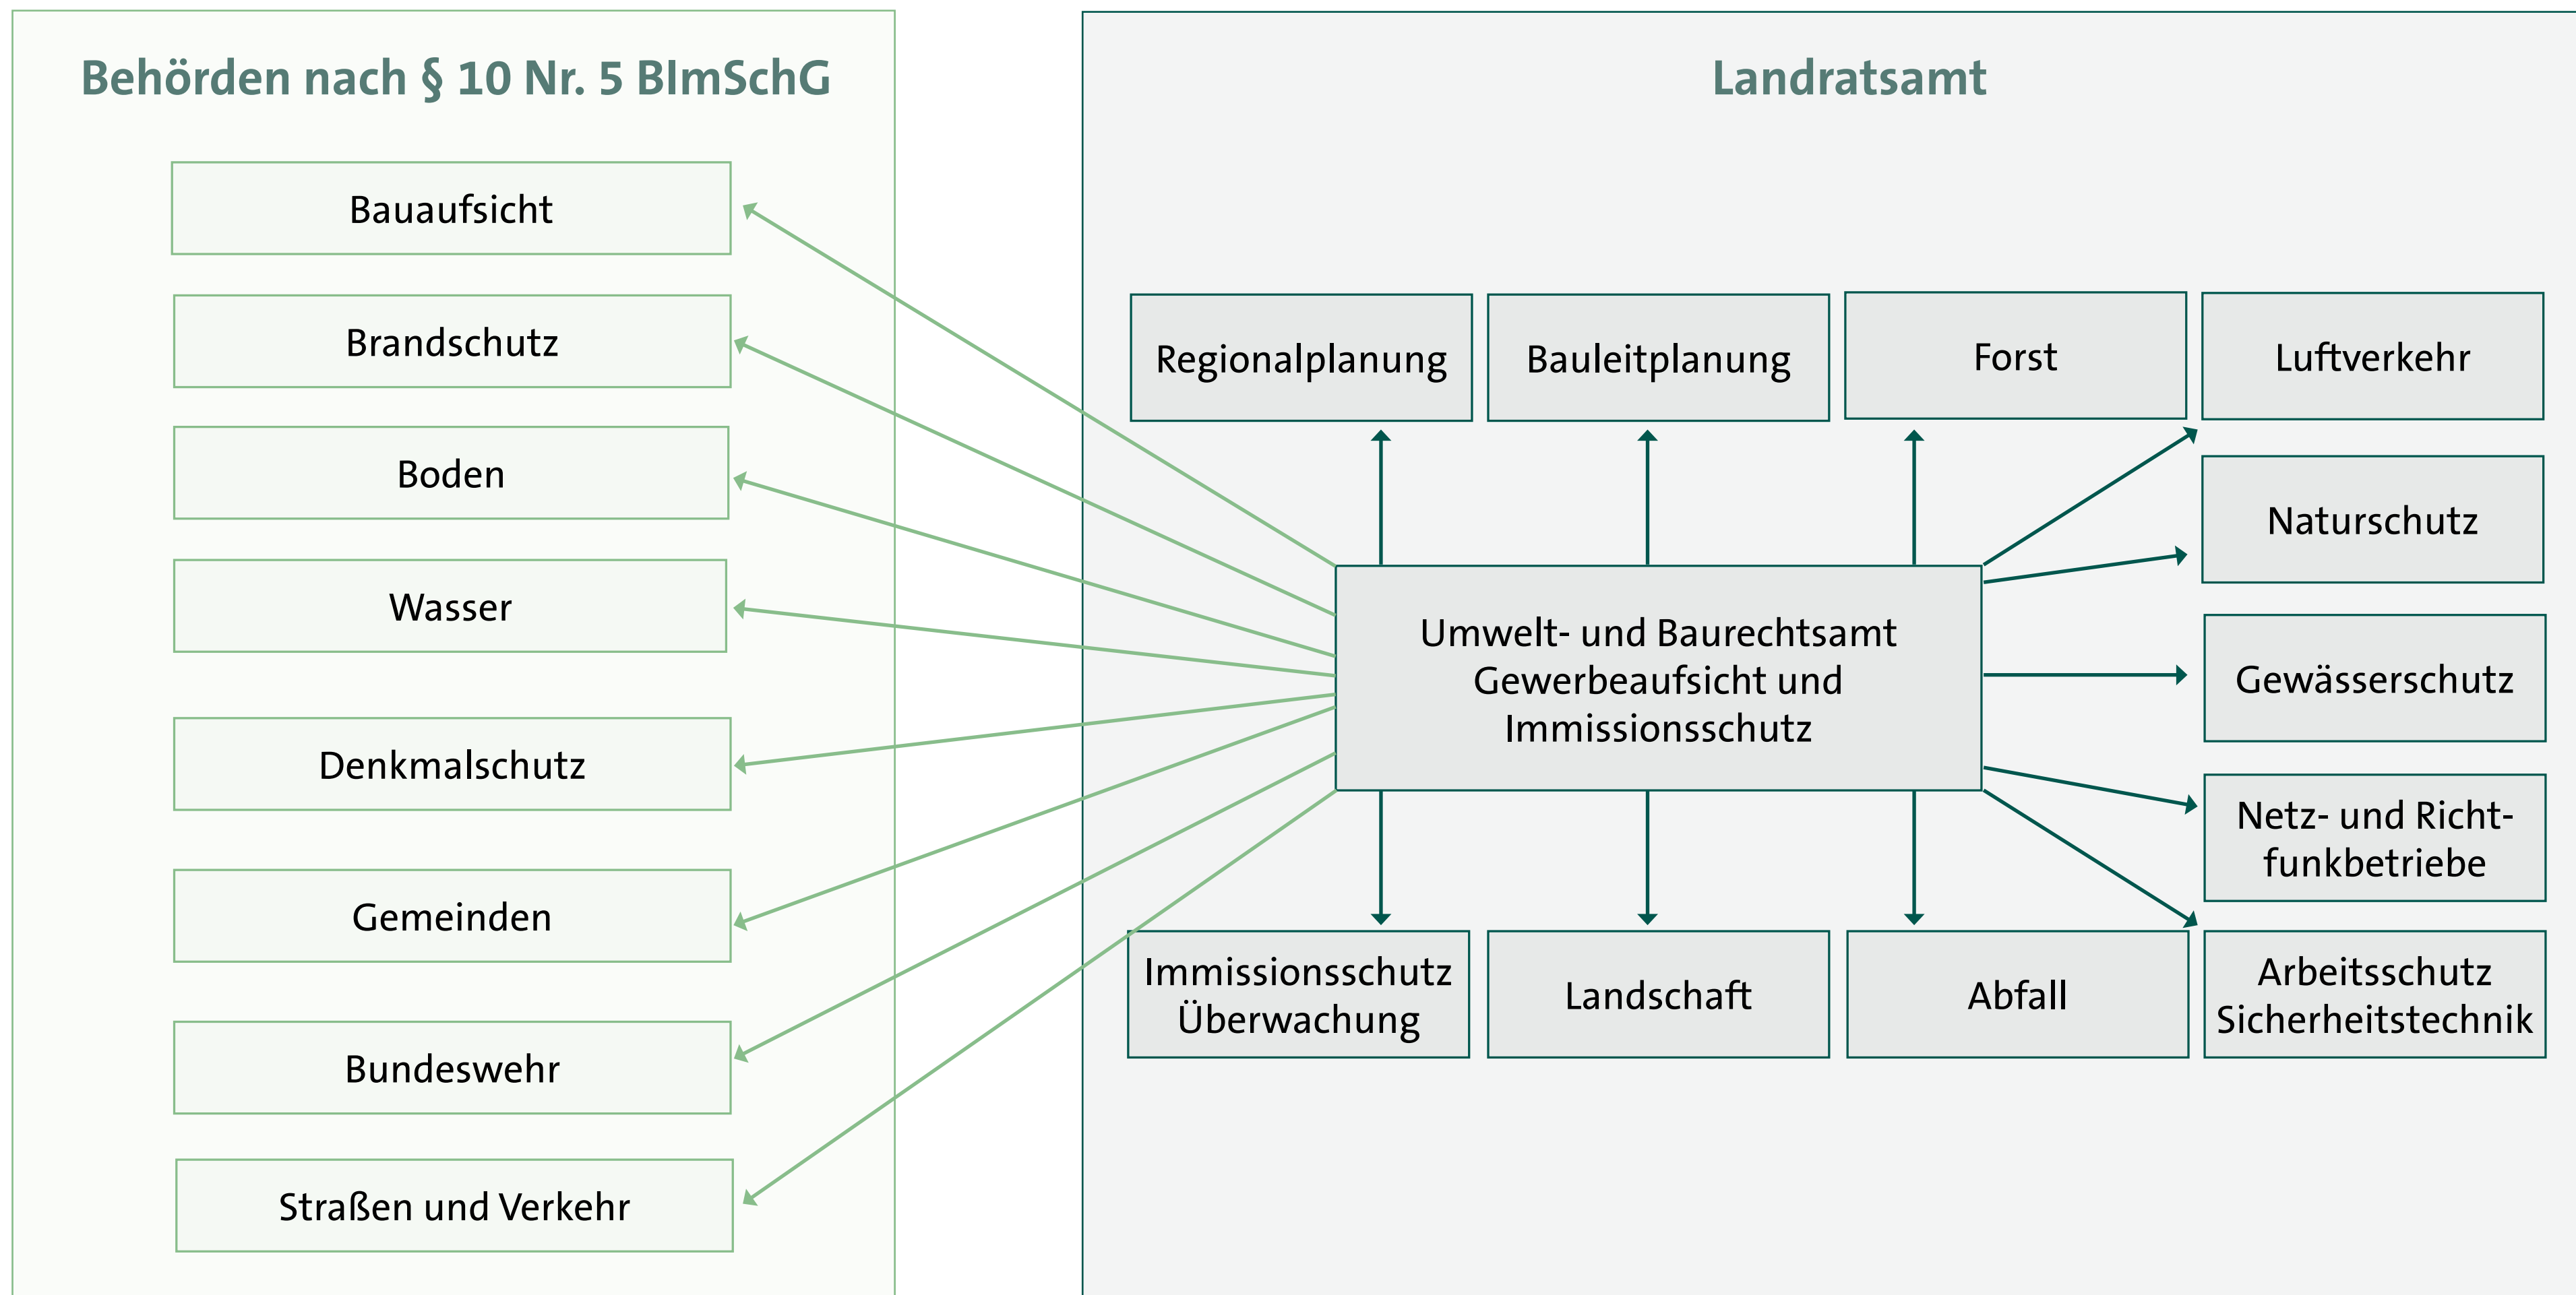 Behörden nach § 10 Nr. 5 BImSchG
Bauaufsicht
Brandschutz
Boden
Wasser
Denkmalschutz
Gemeinden
Bundeswehr
Straßen und Verkehr
Landratsamt
Regionalplanung
Bauleitplanung
Forst
Luftverkehr
Naturschutz
Umwelt- und Baurechtsamt
Gewerbeaufsicht und
Immissionsschutz
Gewässerschutz
Netz- und Richt-
funkbetriebe
Immissionsschutz
Überwachung
Landschaft
Abfall
Arbeitsschutz
Sicherheitstechnik